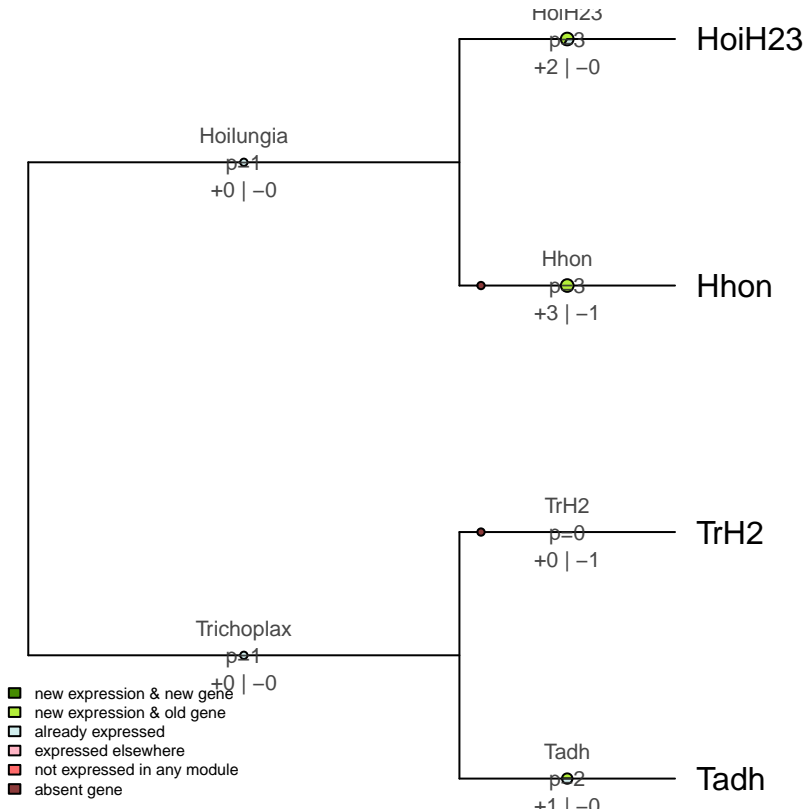 HoiH23
p=3
HoiH23
+2 | −0
Hoilungia
p=1
+0 | −0
Hhon
p=3
Hhon
+3 | −1
TrH2
p=0
TrH2
+0 | −1
Trichoplax
p=1
+0 | −0
new expression & new gene
new expression & old gene
already expressed
expressed elsewhere
not expressed in any module
absent gene
Tadh
p=2
Tadh
+1 | −0